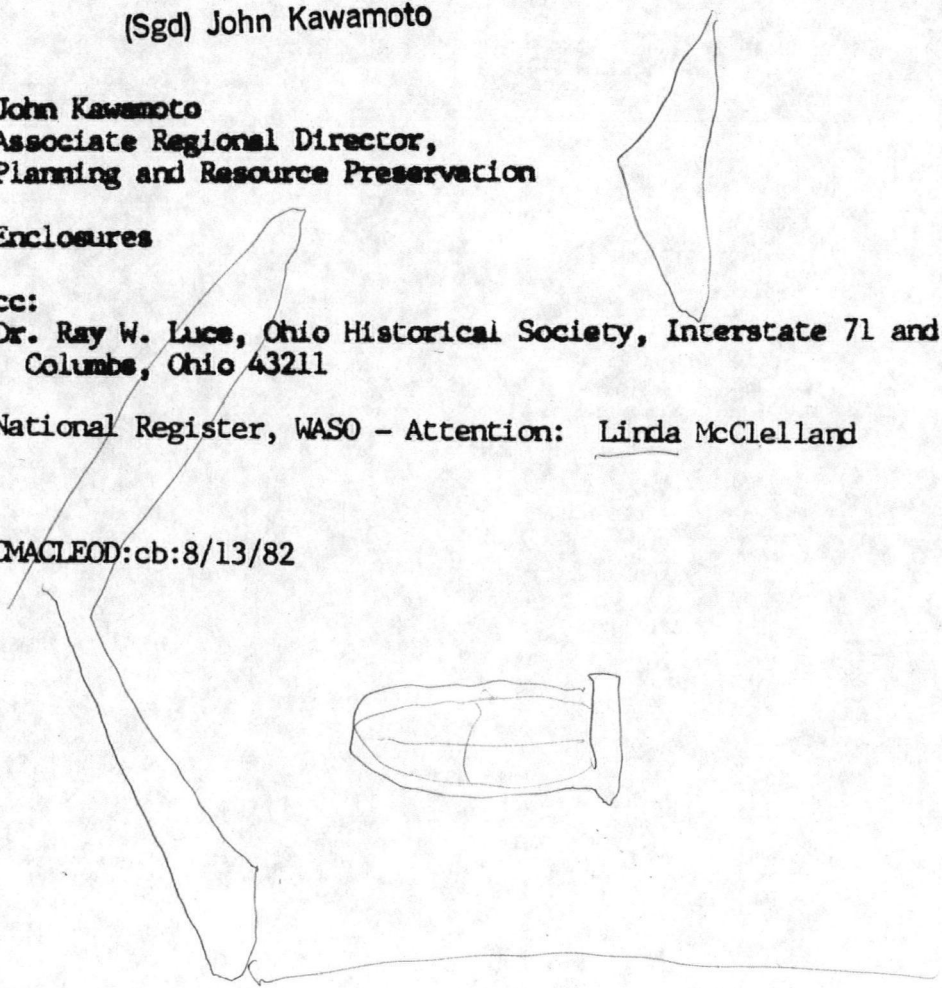 (Sgd) John Kawamoto
John Kawamoto
Associate Regional Director,
Planning and Resource Preservation
Enclosures
cc:
Dr. Ray W. Luce, Ohio Historical Society, Interstate 71 and
Columbs, Ohio 43211
National Register, WASO - Attention: Linda McClelland
CMACLEOD:cb:8/13/82